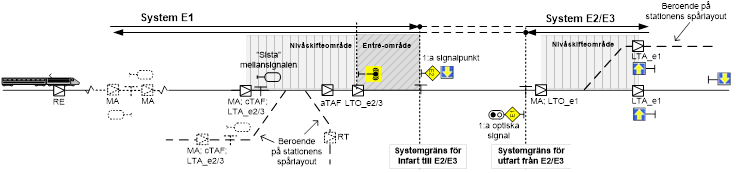 System E1
System E2/E3
Beroende på
stationens spårlayout
"Sista"
mellansignalen
Nivåskifteområde
Entré-område
1:a signalpunkt
Nivåskifteområde
LTA_e1
RE
MA
MA
MA; cTAF;
LTA_e2/3
aTAF
LTO_e2/3
MA; LTO_e1
LTA_e1
MA; cTAF;
LTA_e2/3
Beroende
på
stationens
spårlayout
RT
1:a optiska
signal
Systemgräns för
Infart till E2/E3
Systemgräns för
utfart från E2/E3